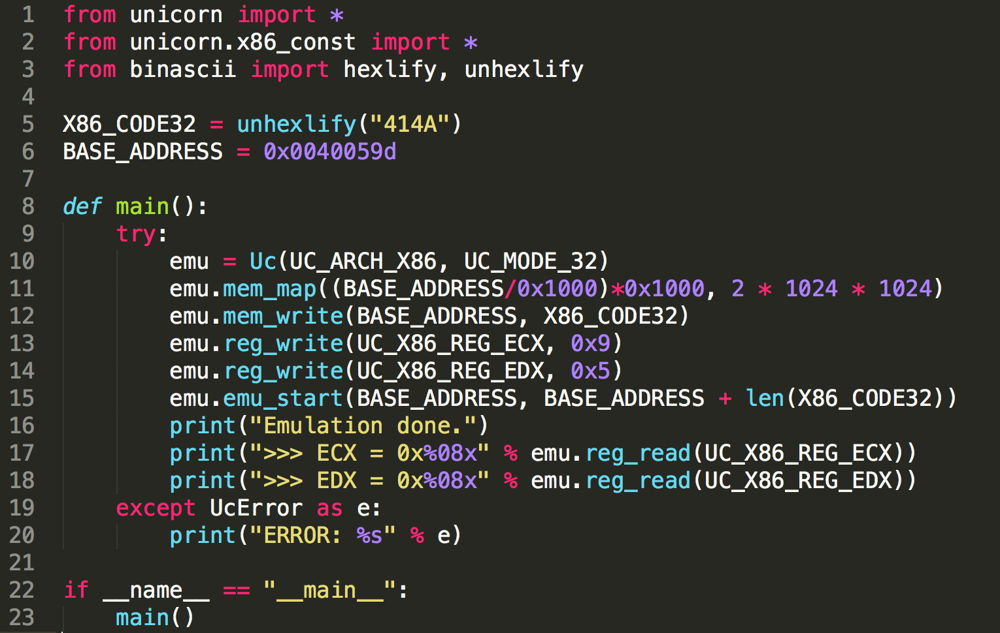 1 from unicorn import *
2 from unicorn.x86_const import *
3 from binascii import hexlify, unhexlify
4
5 X86_CODE32 = unhexlify("414A")
6 BASE_ADDRESS = 0x0040059d
7
8 def main():
9     try:
10         emu = Uc(UC_ARCH_X86, UC_MODE_32)
11         emu.mem_map((BASE_ADDRESS/0x1000)*0x1000, 2 * 1024 * 1024)
12         emu.mem_write(BASE_ADDRESS, X86_CODE32)
13         emu.reg_write(UC_X86_REG_ECX, 0x9)
14         emu.reg_write(UC_X86_REG_EDX, 0x5)
15         emu.emu_start(BASE_ADDRESS, BASE_ADDRESS + len(X86_CODE32))
16         print("Emulation done.")
17         print(">>> ECX = 0x%08x" % emu.reg_read(UC_X86_REG_ECX))
18         print(">>> EDX = 0x%08x" % emu.reg_read(UC_X86_REG_EDX))
19     except UcError as e:
20         print("ERROR: %s" % e)
21
22 if __name__ == "__main__":
23     main()